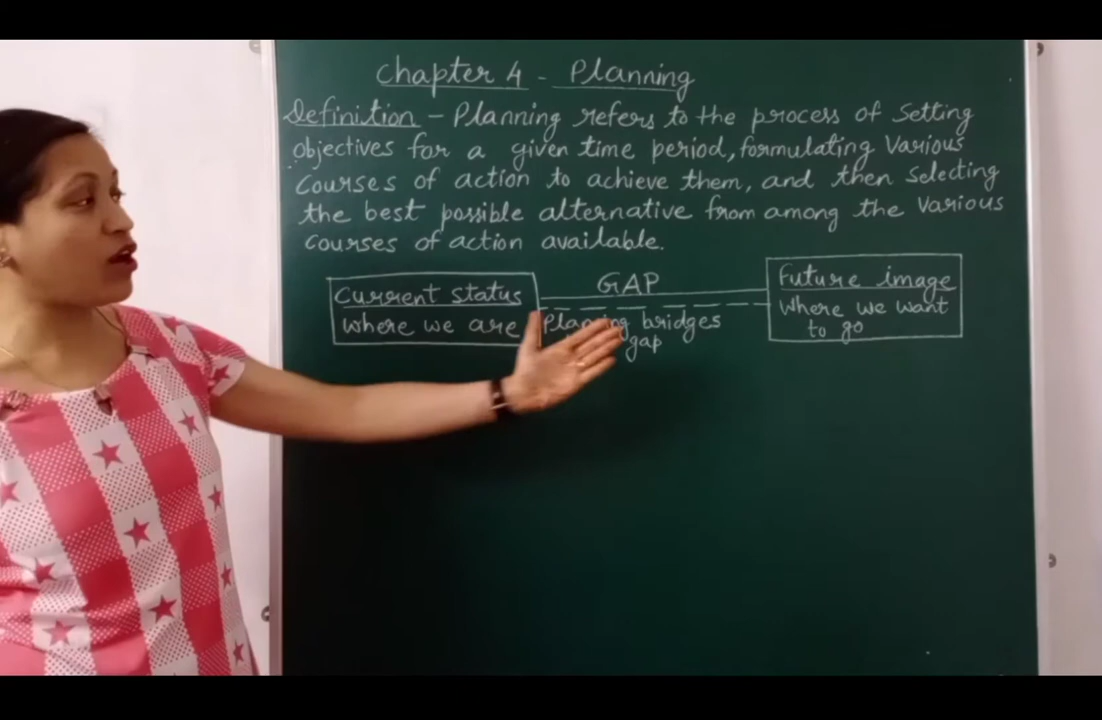 Chapter 4 - Planning
Definition - Planning refers to the process of Setting
objectives for a given time period, formulating Various
courses of action to achieve them, and then selecting
the best possible alternative from among the Various
courses of action available.
Current status
Where we are
GAP
Planning bridges
gap
Future image
Where we want
to go